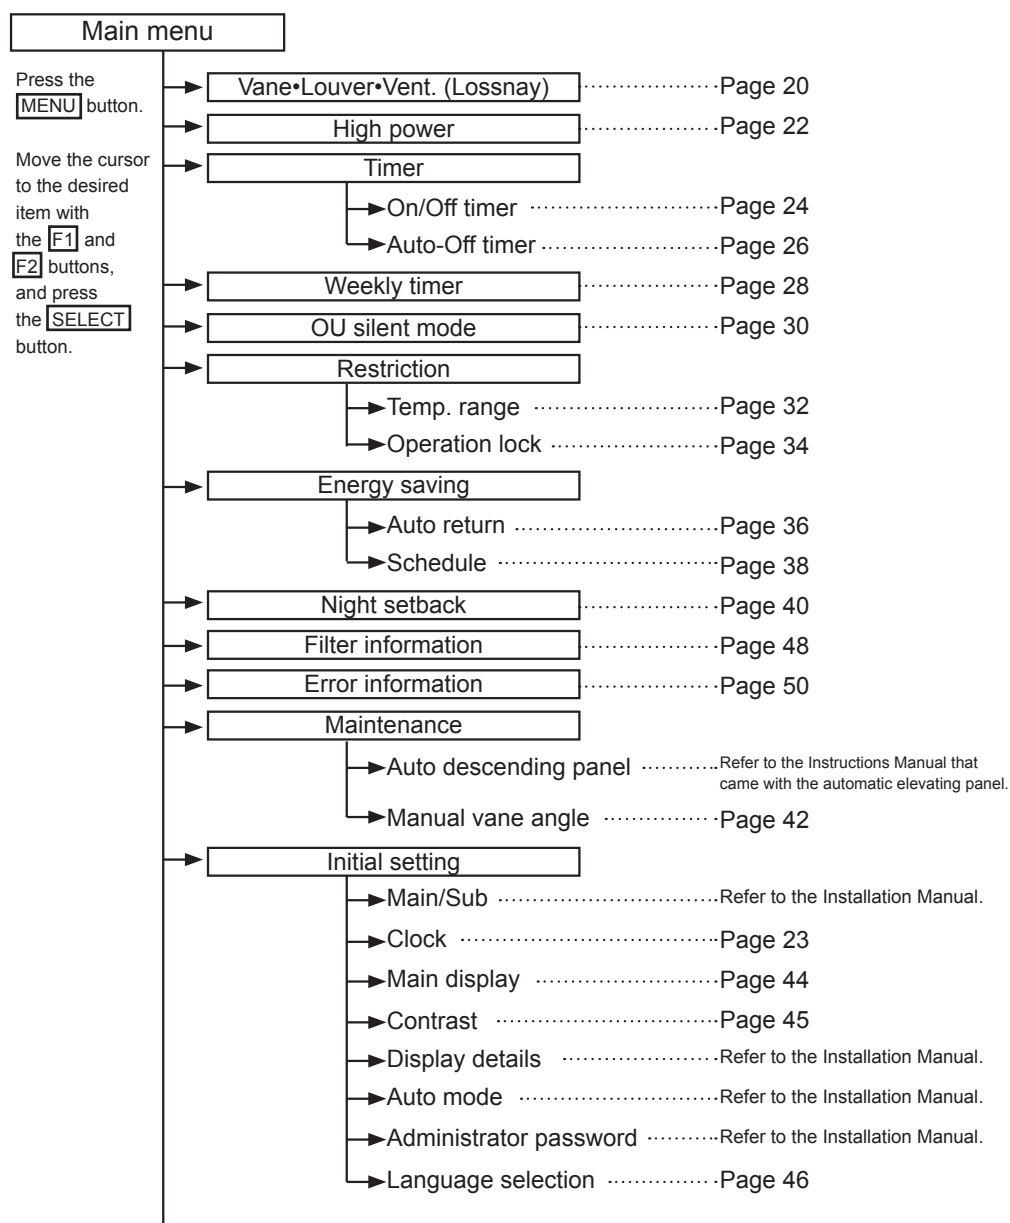 Main menu
Press the
MENU button.
Move the cursor
to the desired
item with
the F1 and
F2 buttons,
and press
the SELECT
button.
Vane•Louver•Vent. (Lossnay) Page 20
High power Page 22
Timer
On/Off timer Page 24
Auto-Off timer Page 26
Weekly timer Page 28
OU silent mode Page 30
Restriction
Temp. range Page 32
Operation lock Page 34
Energy saving
Auto return Page 36
Schedule Page 38
Night setback Page 40
Filter information Page 48
Error information Page 50
Maintenance
Auto descending panel Refer to the Instructions Manual that
came with the automatic elevating panel.
Manual vane angle Page 42
Initial setting
Main/Sub Refer to the Installation Manual.
Clock Page 23
Main display Page 44
Contrast Page 45
Display details Refer to the Installation Manual.
Auto mode Refer to the Installation Manual.
Administrator password Refer to the Installation Manual.
Language selection Page 46